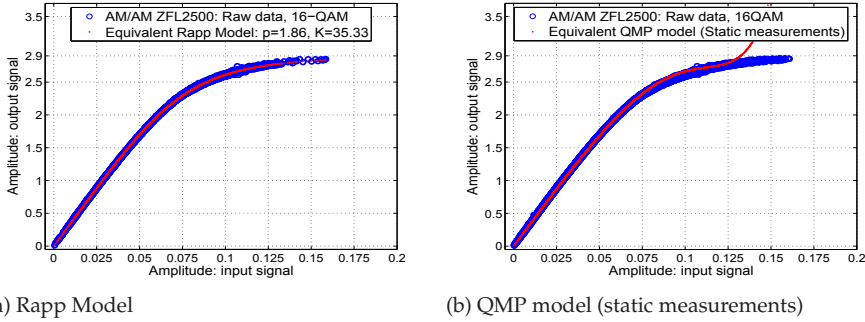 AM/AM ZFL2500: Raw data, 16−QAM
Equivalent Rapp Model: p=1.86, K=35.33
Amplitude: output signal
3.5
2.9
2.5
2
1.5
1
0.5
0
0 0.025 0.05 0.075 0.1 0.125 0.15 0.175 0.2
Amplitude: input signal
) Rapp Model
AM/AM ZFL2500: Raw data, 16QAM
Equivalent QMP model (Static measurements)
Amplitude: output signal
3.5
2.9
2.5
2
1.5
1
0.5
0
0 0.025 0.05 0.075 0.1 0.125 0.15 0.175 0.2
Amplitude: input signal
(b) QMP model (static measurements)